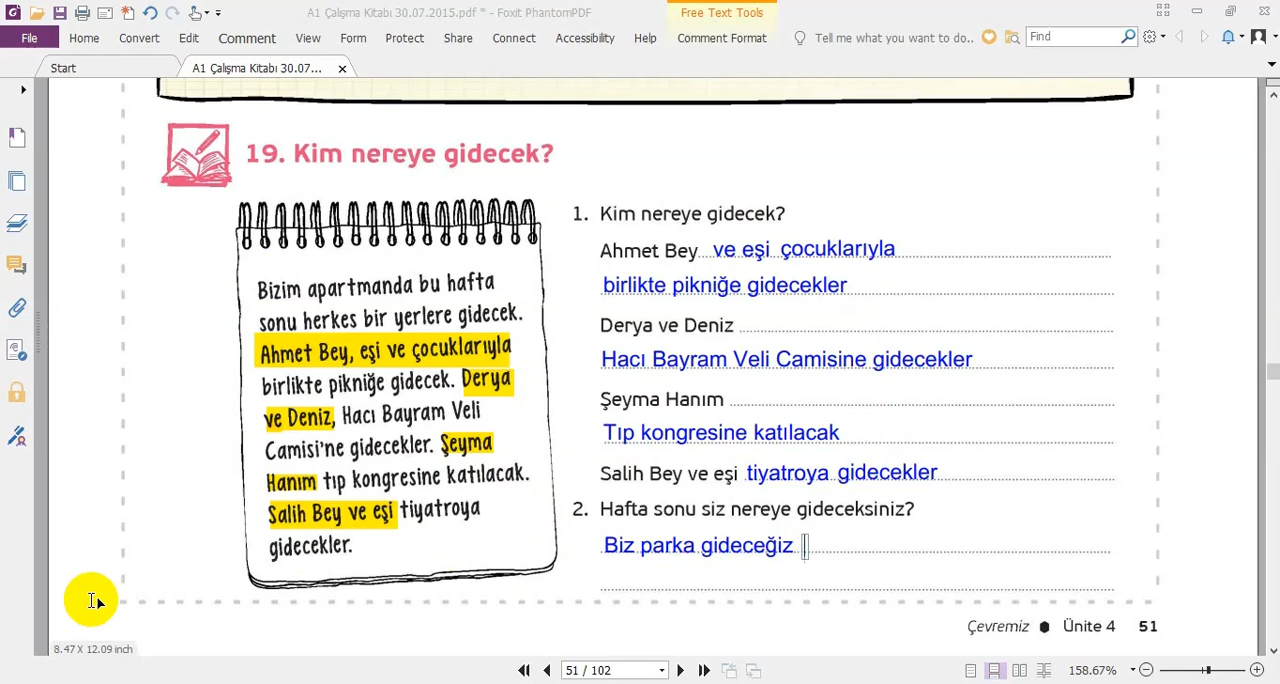 A1 Çalışma Kitabı 30.07.2015.pdf * - Foxit PhantomPDF
Free Text Tools
File Home Convert Edit Comment View Form Protect Share Connect Accessibility Help Comment Format Tell me what you want to do.. Find
Start
A1 Çalışma Kitabı 30.07...
19. Kim nereye gidecek?
Bizim apartmanda bu hafta
sonu herkes bir yerlere gidecek.
Ahmet Bey, eşi ve çocuklarıyla
birlikte pikniğe gidecek. Derya
ve Deniz, Hacı Bayram Veli
Camisi'ne gidecekler. Şeyma
Hanım tıp kongresine katılacak.
Salih Bey ve eşi tiyatroya
gidecekler.
1. Kim nereye gidecek?
Ahmet Bey ve eşi çocuklarıyla
birlikte pikniğe gidecekler
Derya ve Deniz
Hacı Bayram Veli Camisine gidecekler
Şeyma Hanım
Tıp kongresine katılacak
Salih Bey ve eşi tiyatroya gidecekler
2. Hafta sonu siz nereye gideceksiniz?
Biz parka gideceğiz
Çevremiz Ünite 4 51
8.47 X 12.09 inch
51 / 102
158.67%